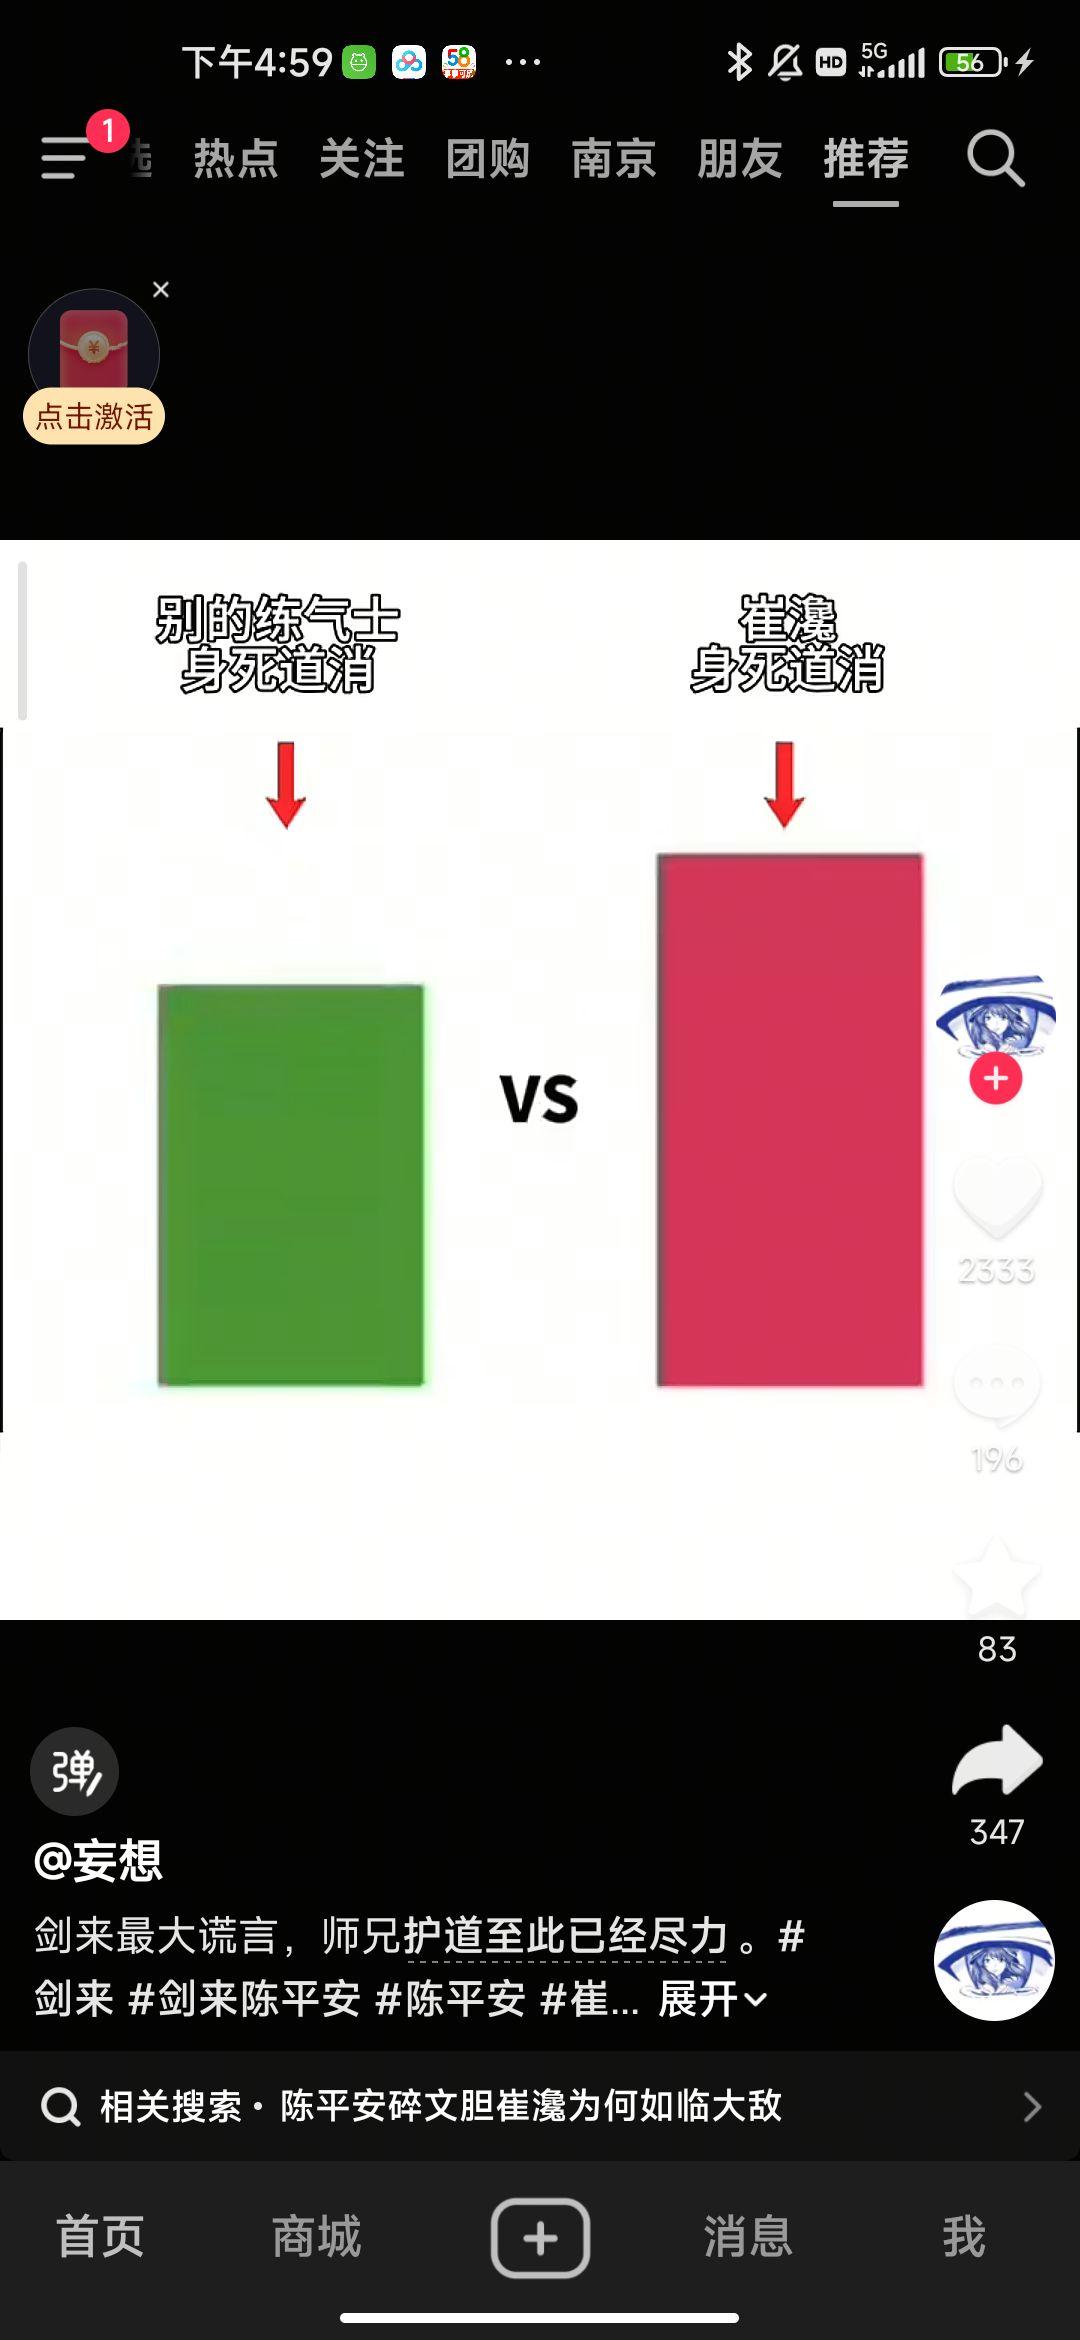 下午4:59
58
...
HD
5G
56
1
选 热点 关注 团购 南京 朋友 推荐
点击激活
别的练气士
身死道消
崔瀺
身死道消
VS
2333
196
83
弹
347
@妄想
剑来最大谎言，师兄护道至此已经尽力。#
剑来 #剑来陈平安 #陈平安 #崔... 展开
相关搜索·陈平安碎文胆崔瀺为何如临大敌
首页 商城 消息 我